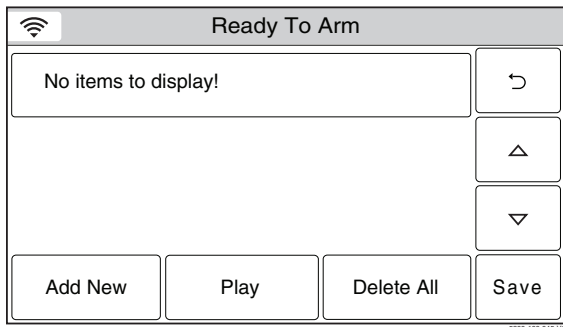 Ready To Arm
No items to display!
Add New
Play
Delete All
Save